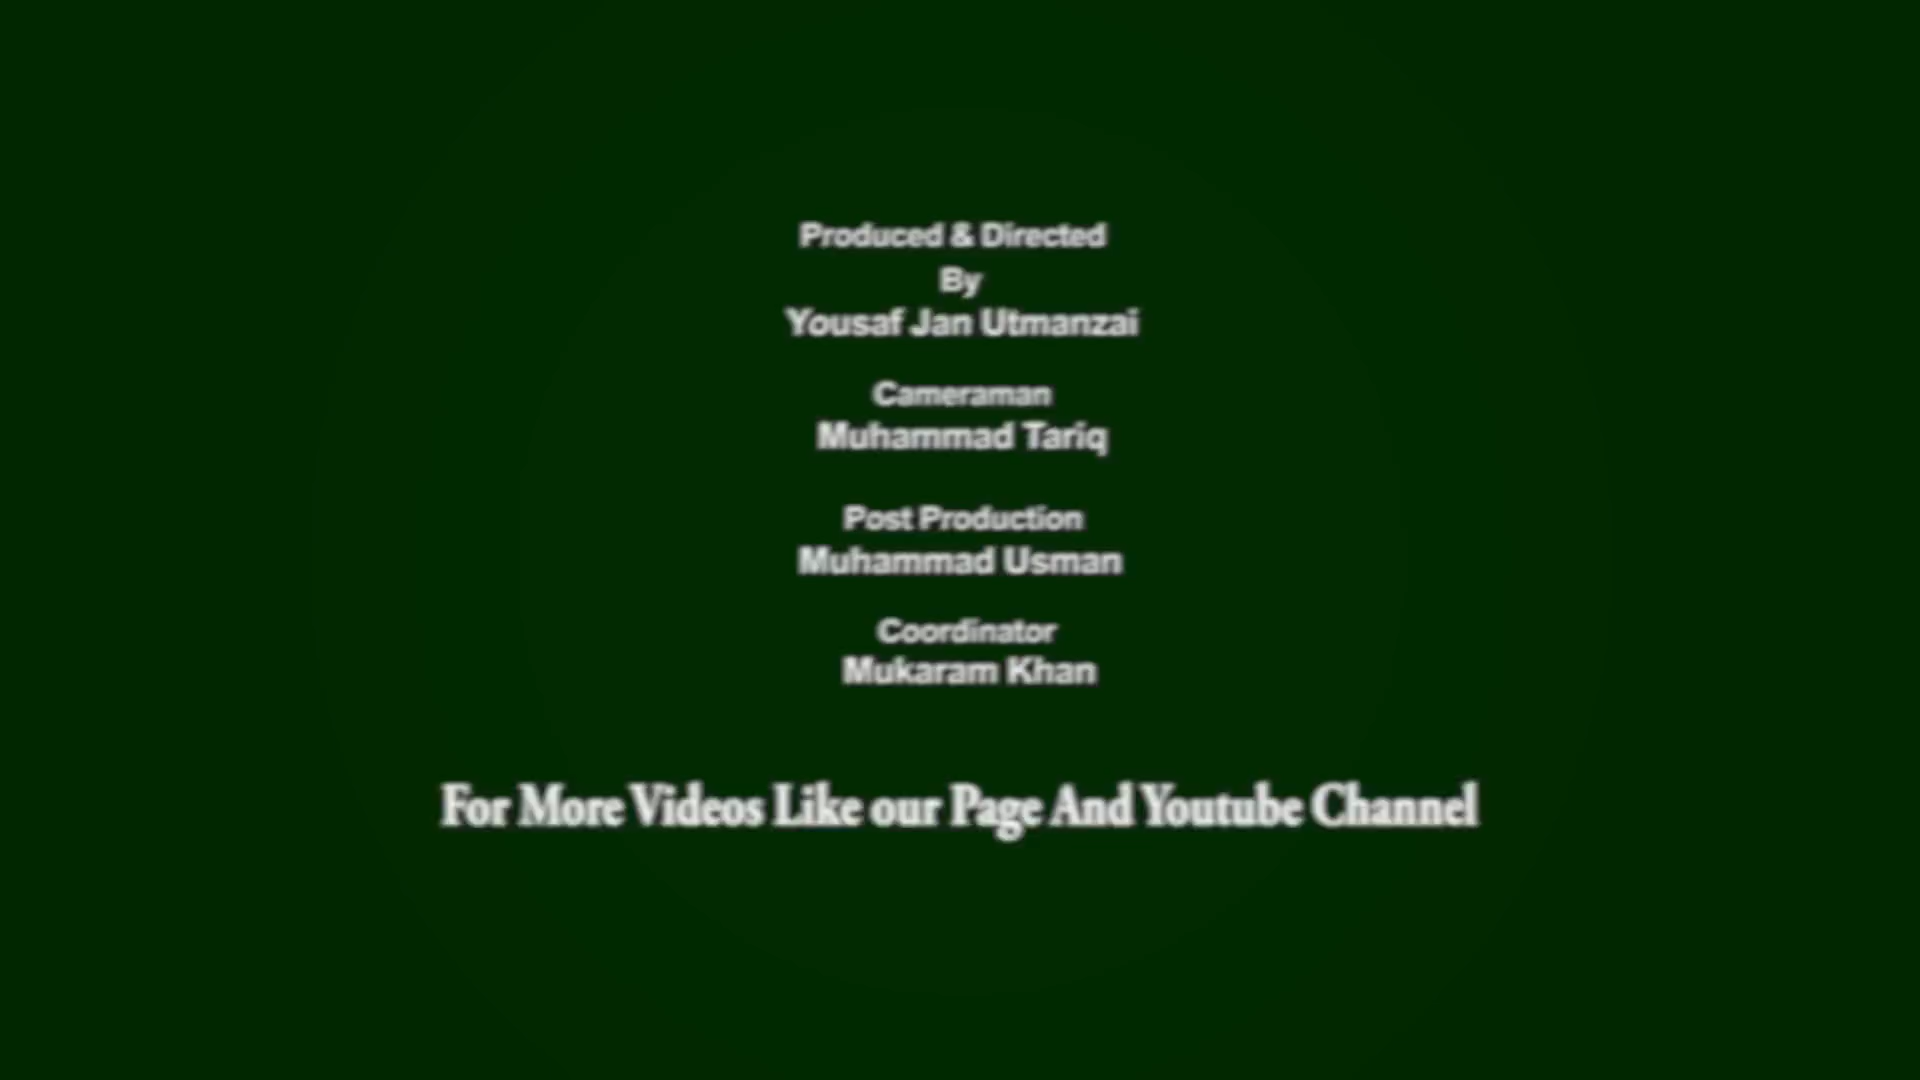 Produced & Directed
By
Yousaf Jan Utmanzai
Cameraman
Muhammad Tariq
Post Production
Muhammad Usman
Coordinator
Mukaram Khan
For More Videos Like our Page And Youtube Channel